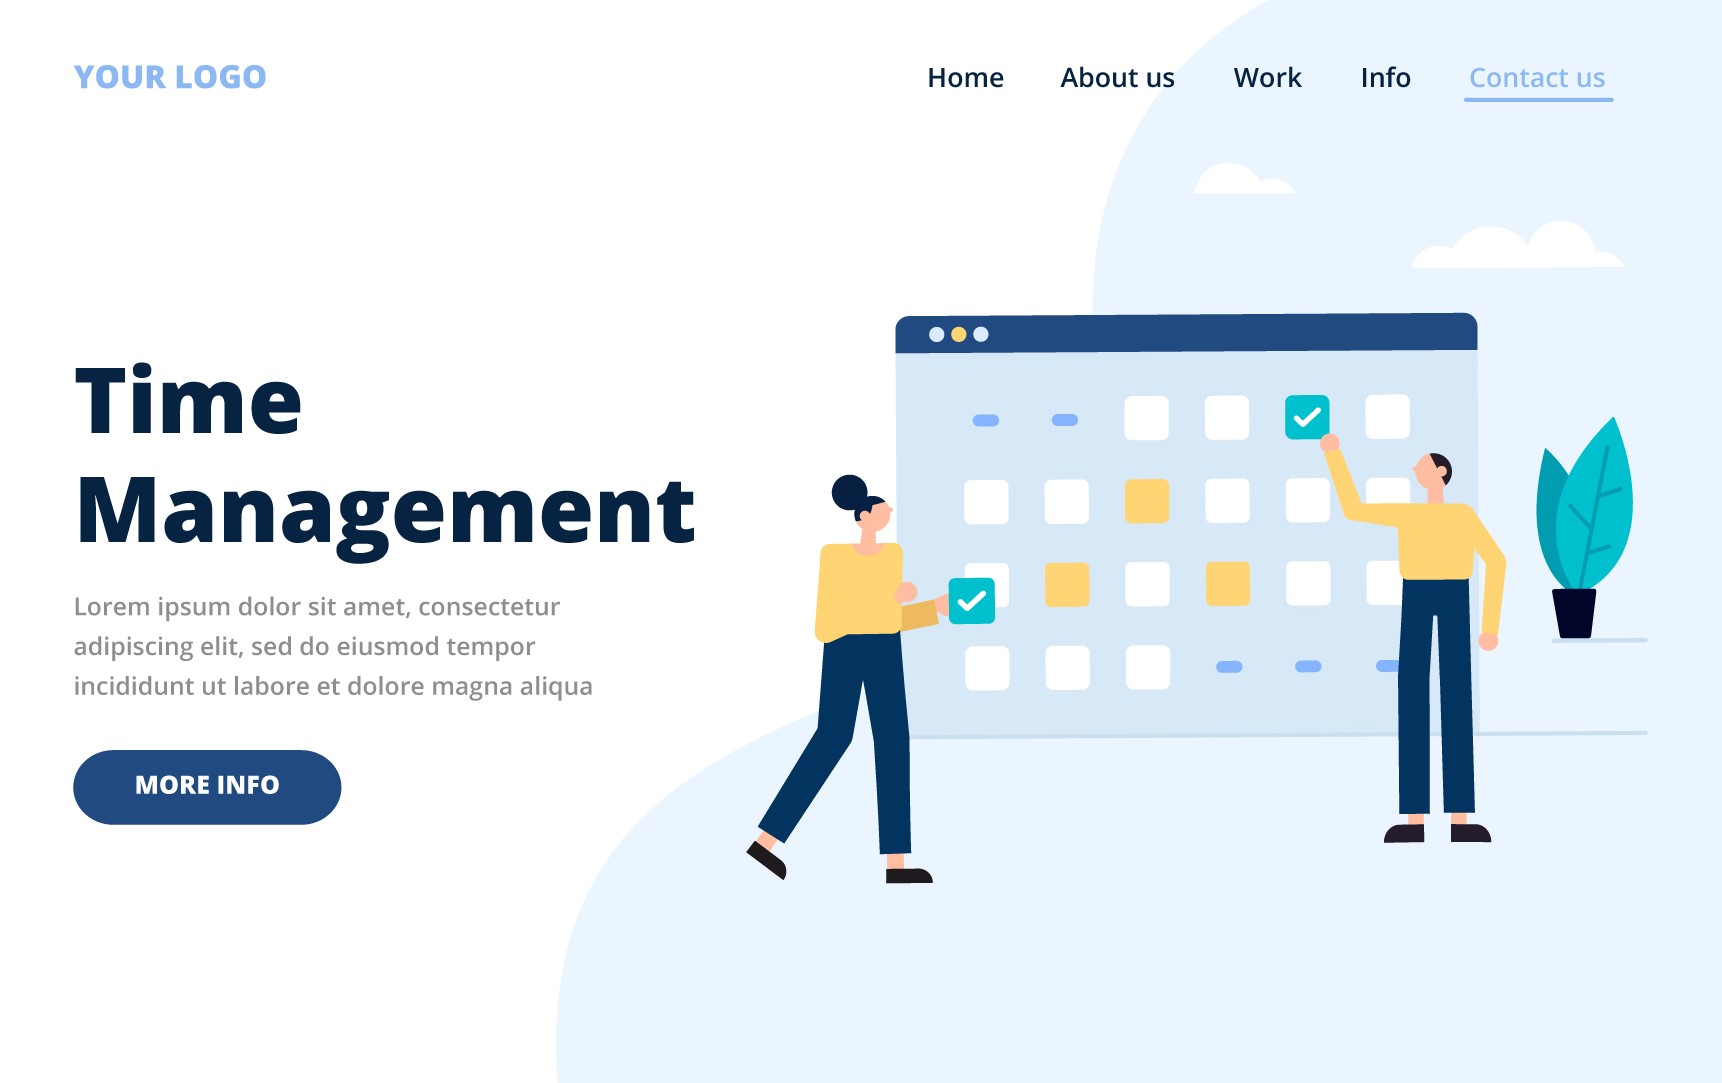 YOUR LOGO
Home About us Work Info Contact us
Time
Management
Lorem ipsum dolor sit amet, consectetur
adipiscing elit, sed do eiusmod tempor
incididunt ut labore et dolore magna aliqua
MORE INFO